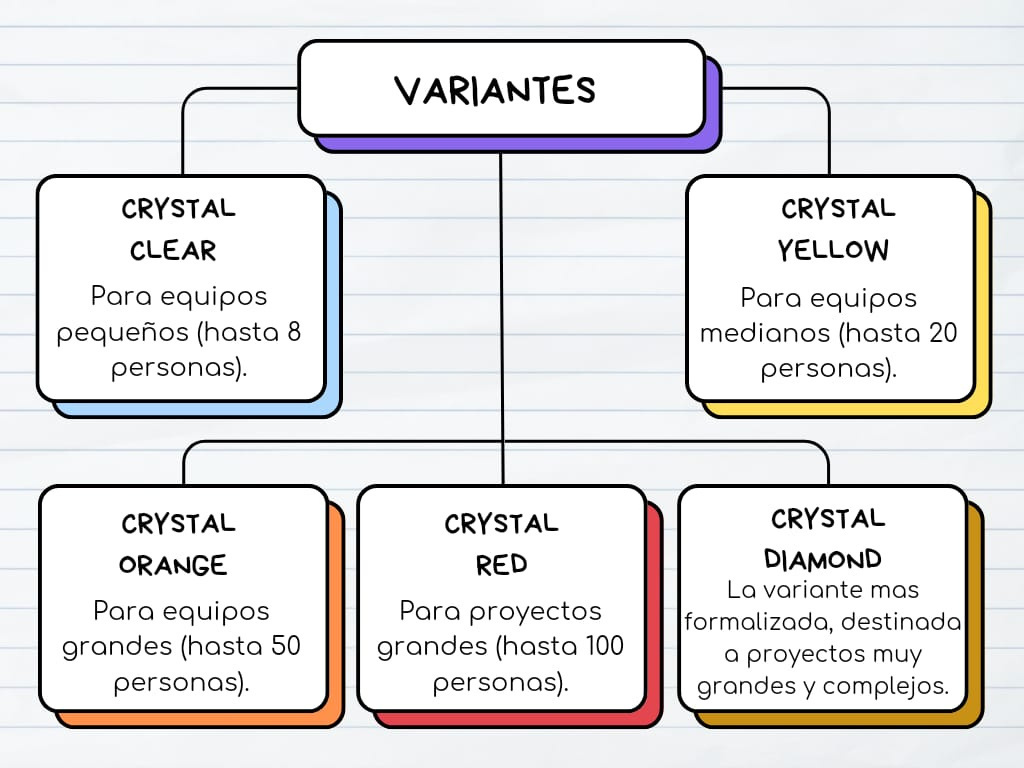 VARIANTES
CRYSTAL
CLEAR
Para equipos
pequeños (hasta 8
personas).
CRYSTAL
YELLOW
Para equipos
medianos (hasta 20
personas).
CRYSTAL
ORANGE
Para equipos
grandes (hasta 50
personas).
CRYSTAL
RED
Para proyectos
grandes (hasta 100
personas).
CRYSTAL
DIAMOND
La variante mas
formalizada, destinada
a proyectos muy
grandes y complejos.